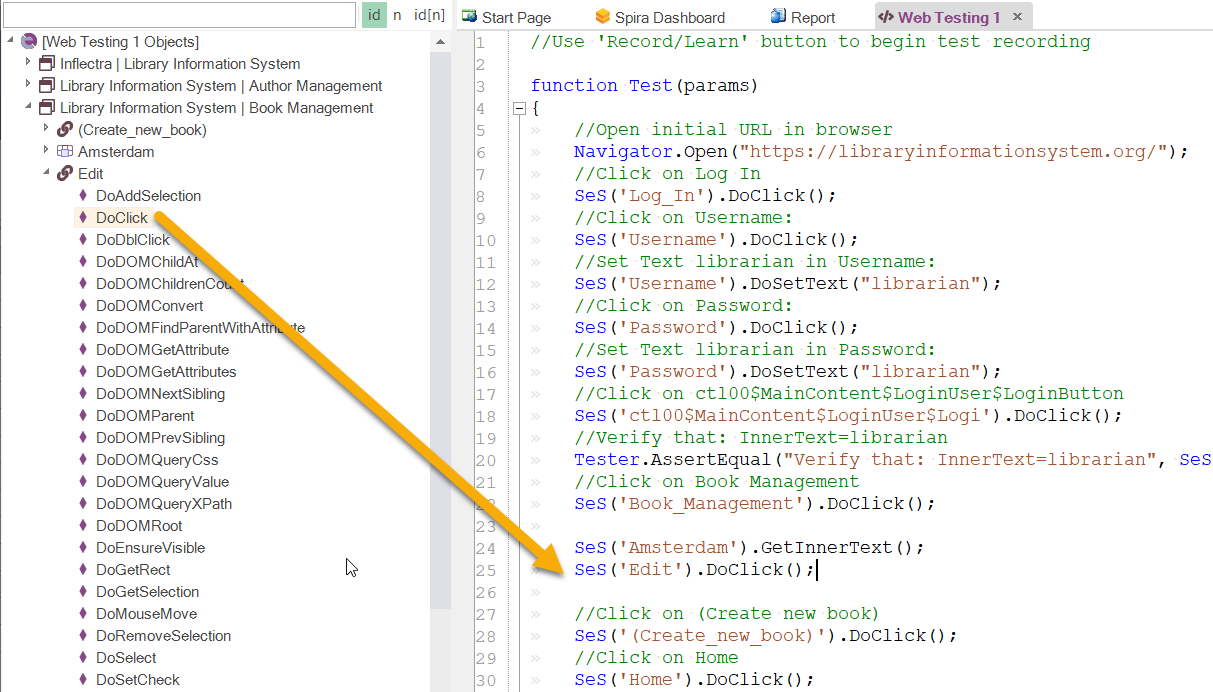 id n id[n]
[Web Testing 1 Objects]
Inflectra | Library Information System
Library Information System | Author Management
Library Information System | Book Management
(Create_new_book)
Amsterdam
Edit
DoAddSelection
DoClick
DoDblClick
DoDOMChildAt
DoDOMChildrenCount
DoDOMConvert
DoDOMFindParentWithAttribute
DoDOMGetAttribute
DoDOMGetAttributes
DoDOMNextSibling
DoDOMParent
DoDOMPrevSibling
DoDOMQueryCss
DoDOMQueryValue
DoDOMQueryXPath
DoDOMRoot
DoEnsureVisible
DoGetRect
DoGetSelection
DoMouseMove
DoRemoveSelection
DoSelect
DoSetCheck
Start Page Spira Dashboard Report </> Web Testing 1 ×
1 //Use 'Record/Learn' button to begin test recording
2
3 function Test(params)
4 {
5 //Open initial URL in browser
6 Navigator.Open("https://libraryinformationsystem.org/");
7 //Click on Log In
8 SeS('Log_In').DoClick();
9 //Click on Username:
10 SeS('Username').DoClick();
11 //Set Text librarian in Username:
12 SeS('Username').DoSetText("librarian");
13 //Click on Password:
14 SeS('Password').DoClick();
15 //Set Text librarian in Password:
16 SeS('Password').DoSetText("librarian");
17 //Click on ctl00$MainContent$LoginUser$LoginButton
18 SeS('ctl00$MainContent$LoginUser$Logi').DoClick();
19 //Verify that: InnerText=librarian
20 Tester.AssertEqual("Verify that: InnerText=librarian", SeS
21 //Click on Book Management
22 SeS('Book_Management').DoClick();
23
24 SeS('Amsterdam').GetInnerText();
25 SeS('Edit').DoClick();
26
27 //Click on (Create new book)
28 SeS('(Create_new_book)').DoClick();
29 //Click on Home
30 SeS('Home').DoClick();